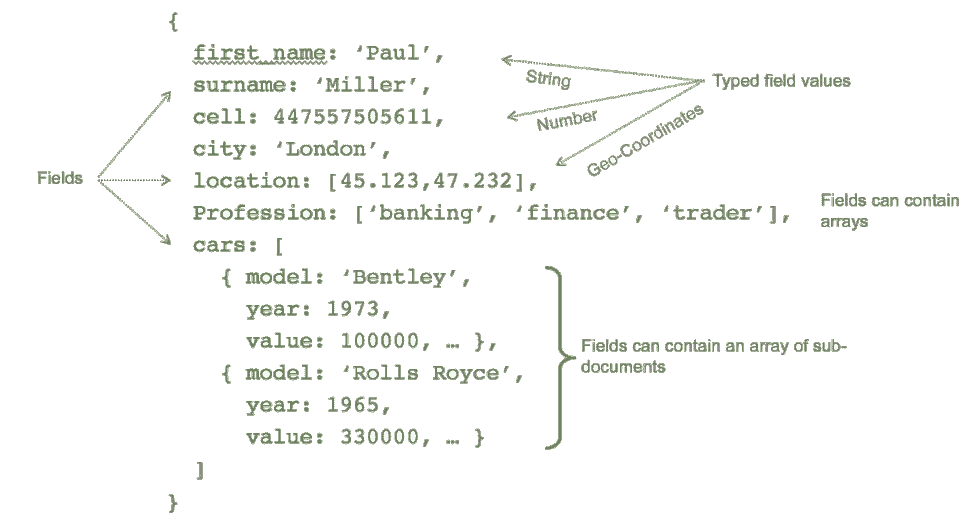 {
first_name: ‘Paul’,
surname: ‘Miller’,
cell: 447557505611,
city: ‘London’,
location: [45.123,47.232],
Profession: [‘banking’, ‘finance’, ‘trader’],
cars: [
{ model: ‘Bentley’,
year: 1973,
value: 100000, … },
{ model: ‘Rolls Royce’,
year: 1965,
value: 330000, … }
]
}
Fields
String
Number
Geo-Coordinates
Typed field values
Fields can contain
arrays
Fields can contain an array of sub-
documents